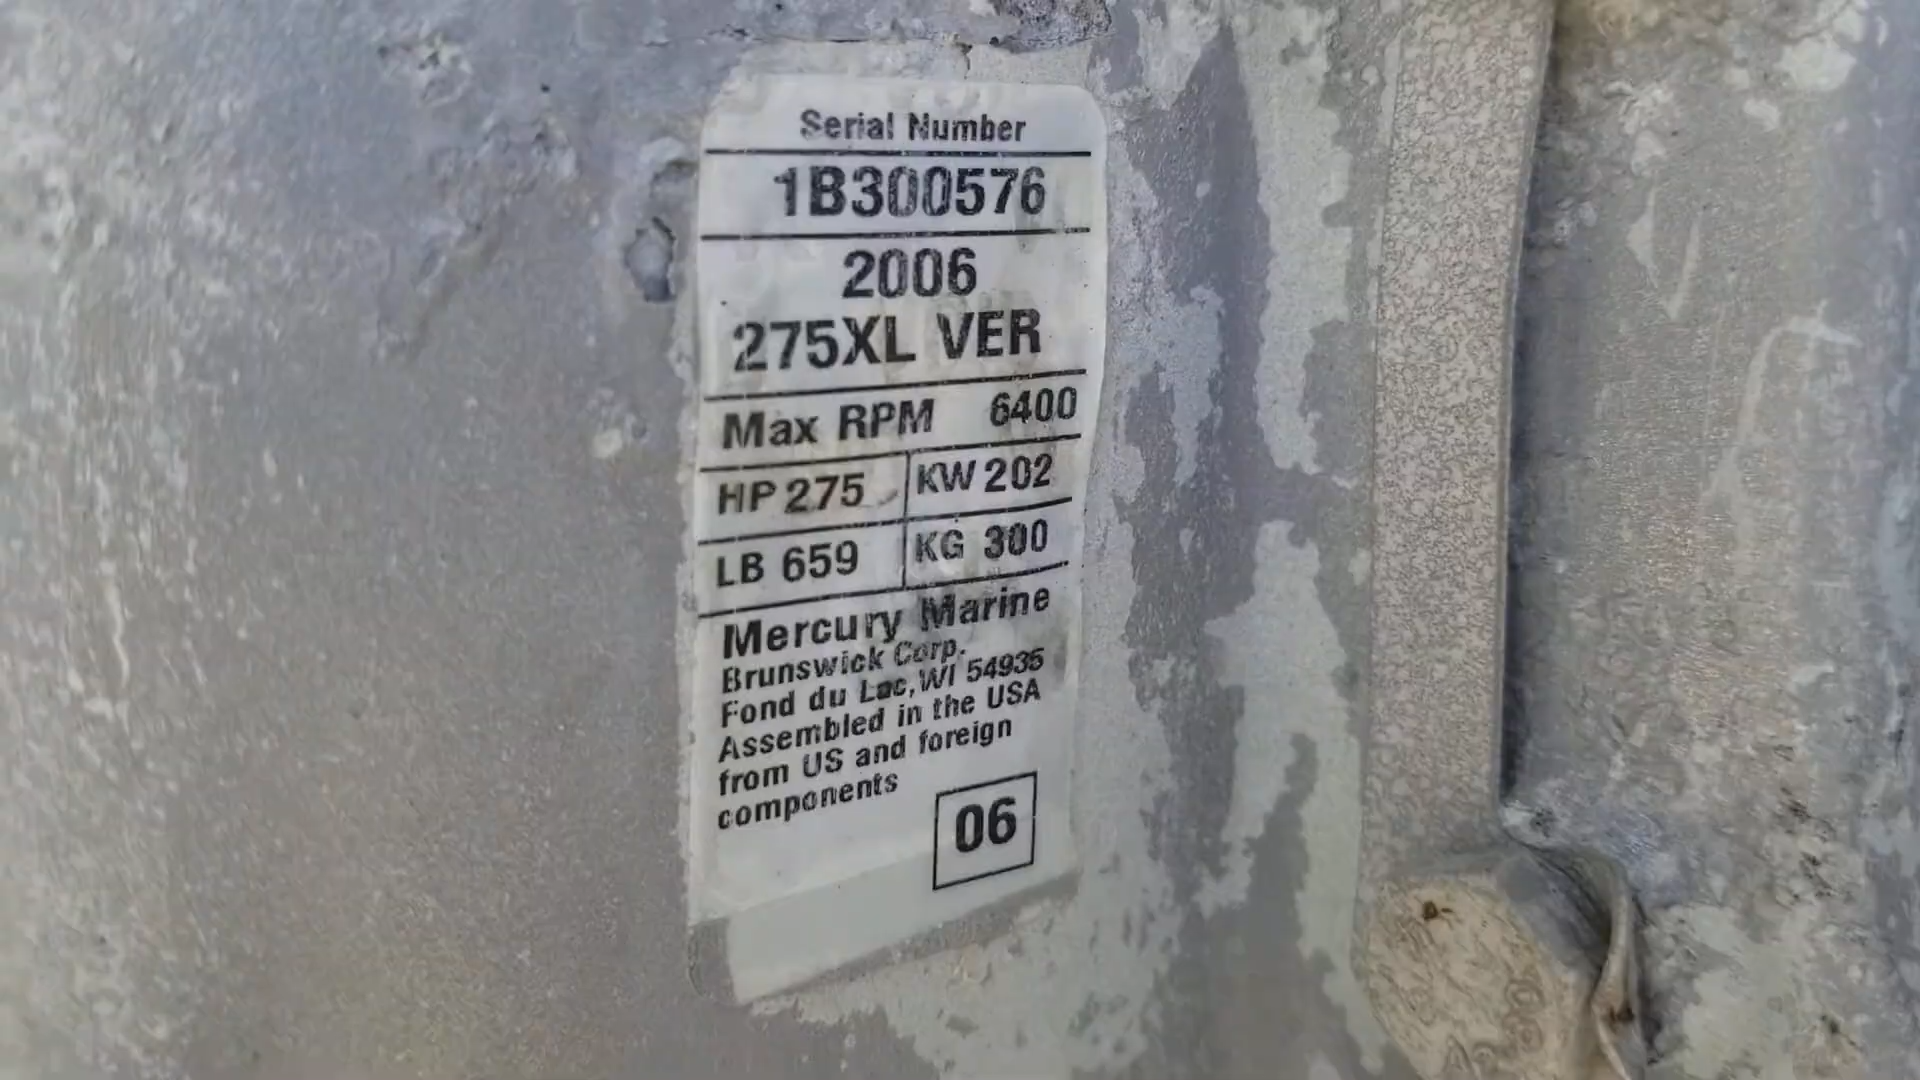 Serial Number
1B300576
2006
275XL VER
Max RPM 6400
HP 275 KW 202
LB 659 KG 300
Mercury Marine
Brunswick Corp.
Fond du Lac, WI 54935
Assembled in the USA
from US and foreign
components
06